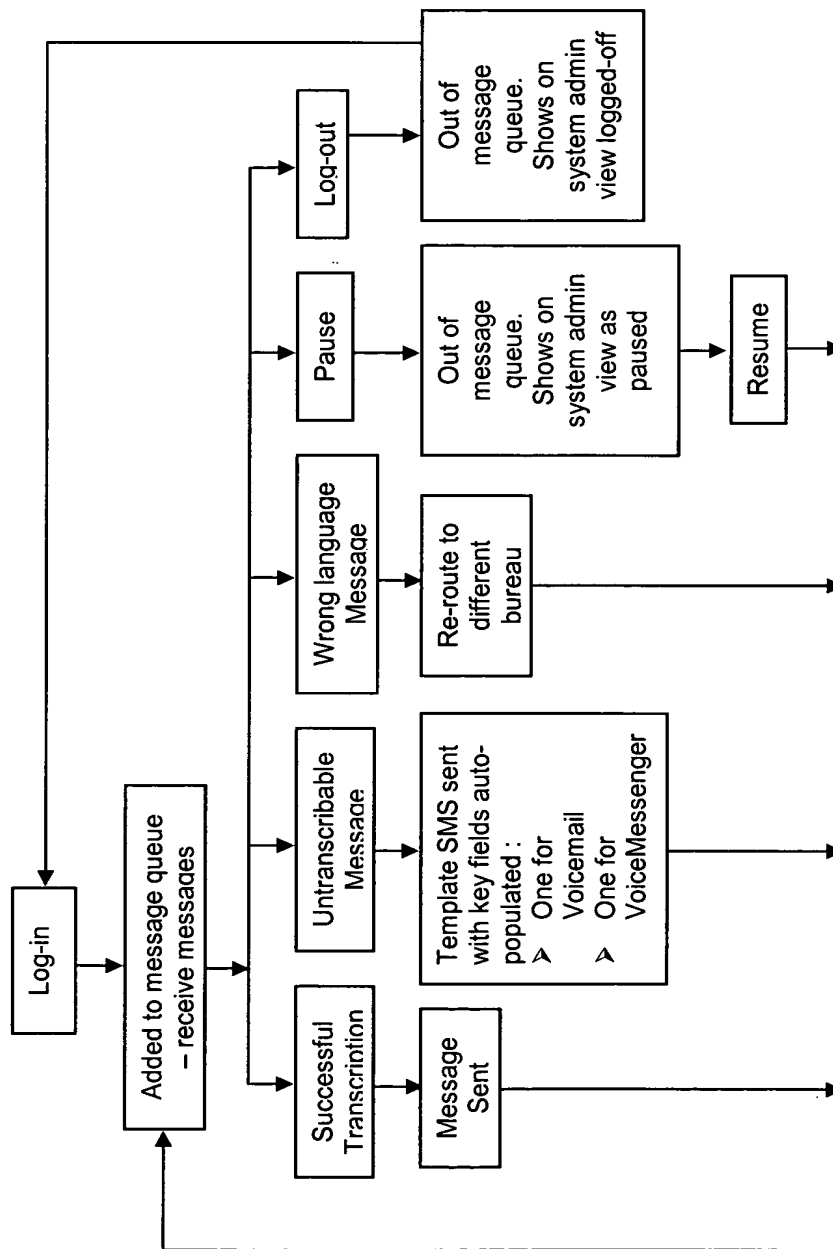 Log-in
Added to message queue
– receive messages
Successful
Transcription
Message
Sent
Untranscribable
Message
Template SMS sent
with key fields auto-
populated :
➢ One for
Voicemail
➢ One for
VoiceMessenger
Wrong language
Message
Re-route to
different
bureau
Pause
Out of
message
queue.
Shows on
system admin
view as
paused
Resume
Log-out
Out of
message
queue.
Shows on
system admin
view logged-off